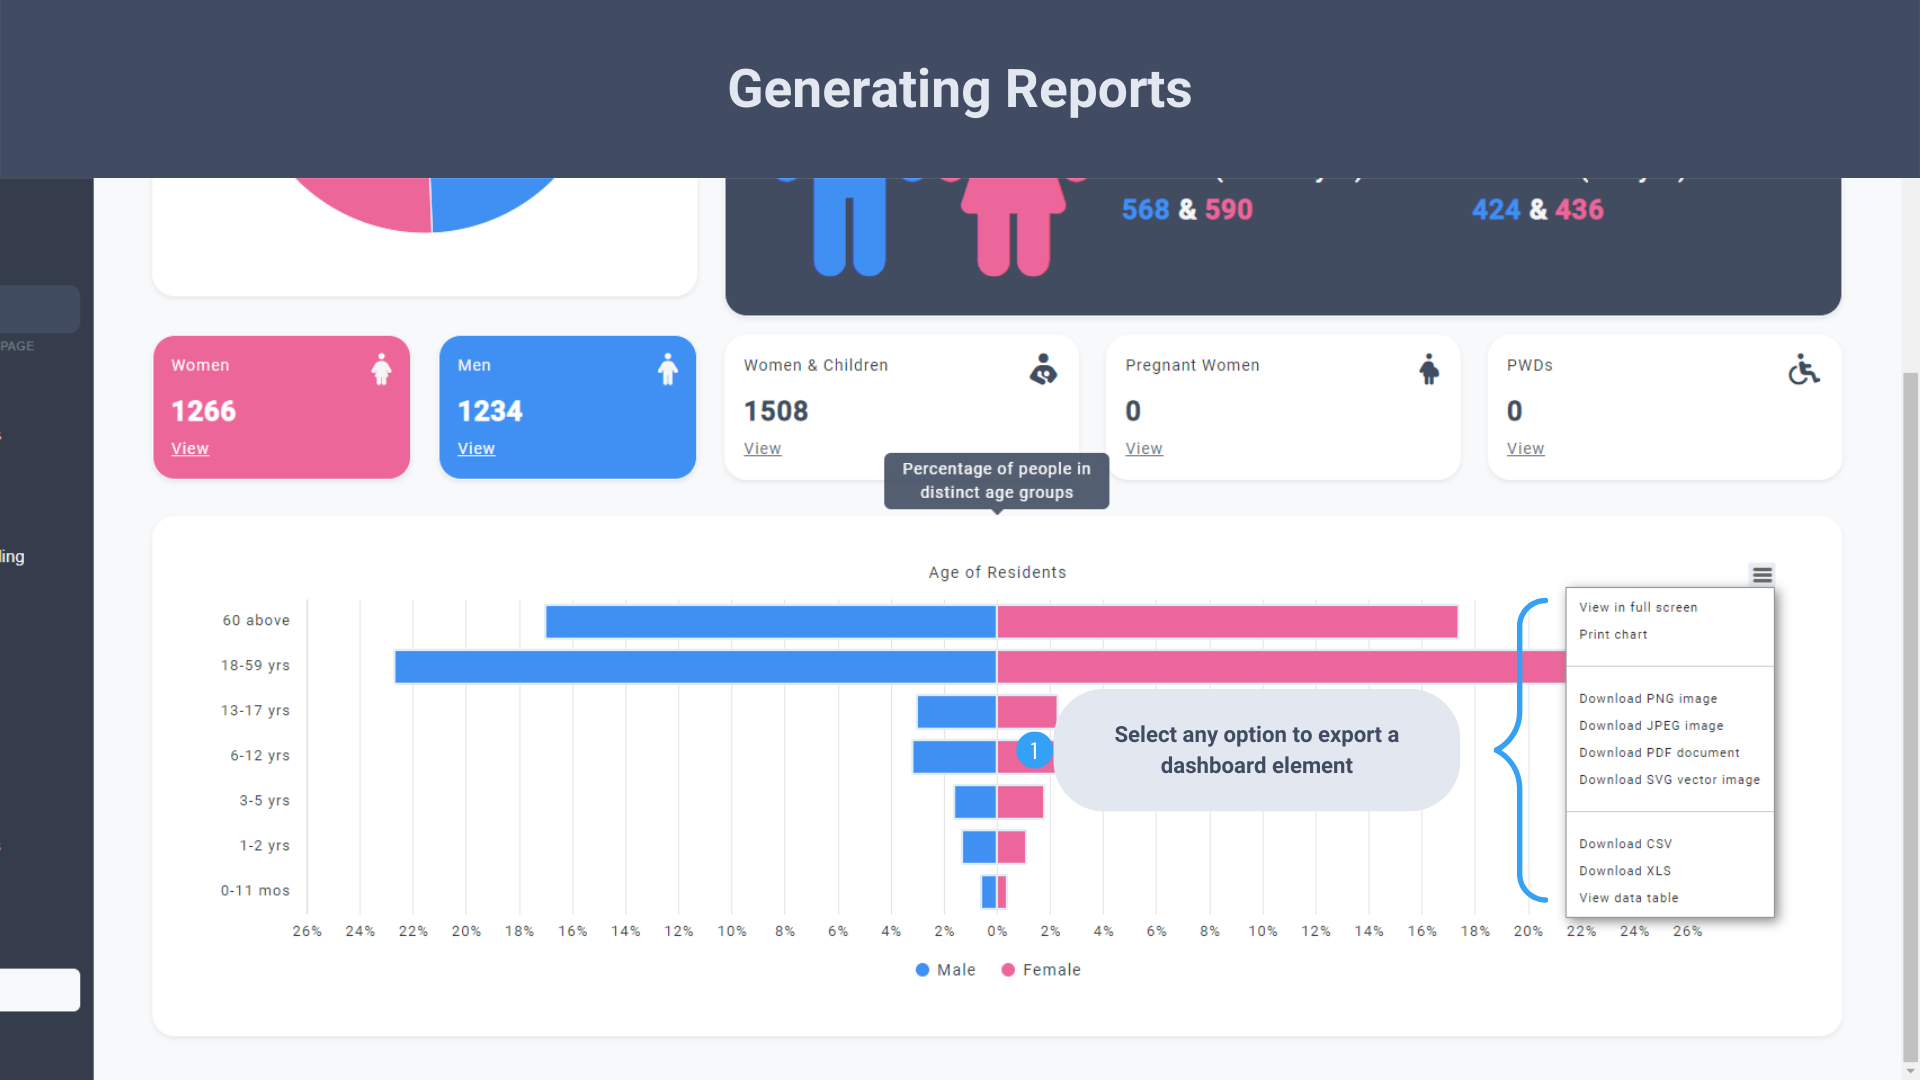 Generating Reports
568 & 590
424 & 436
PAGE
ling
Women
1266
View
Men
1234
View
Women & Children
1508
View
Pregnant Women
0
View
PWDs
0
View
Percentage of people in
distinct age groups
Age of Residents
60 above
18-59 yrs
13-17 yrs
6-12 yrs
3-5 yrs
1-2 yrs
0-11 mos
26% 24% 22% 20% 18% 16% 14% 12% 10% 8% 6% 4% 2% 0% 2% 4% 6% 8% 10% 12% 14% 16% 18% 20% 22% 24% 26%
Male Female
1
Select any option to export a
dashboard element
View in full screen
Print chart
Download PNG image
Download JPEG image
Download PDF document
Download SVG vector image
Download CSV
Download XLS
View data table